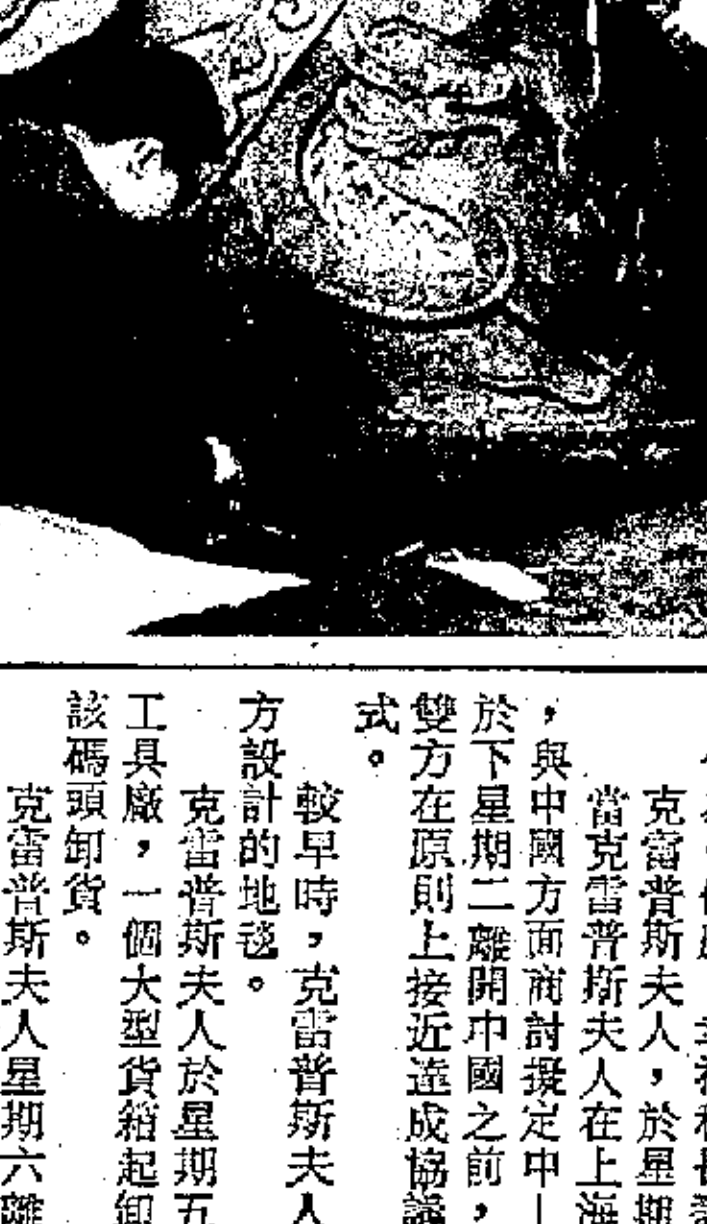 克雷普斯夫人，於星期
當克雷普斯夫人在上海
，與中國方面商討擬定中—
於下星期二離開中國之前，
雙方在原則上接近達成協議
式。
較早時，克雷普斯夫人
方設計的地毯。
克雷普斯夫人於星期五
工具廠，一個大型貨箱起卸
該碼頭卸貨。
克雷普斯夫人星期六離